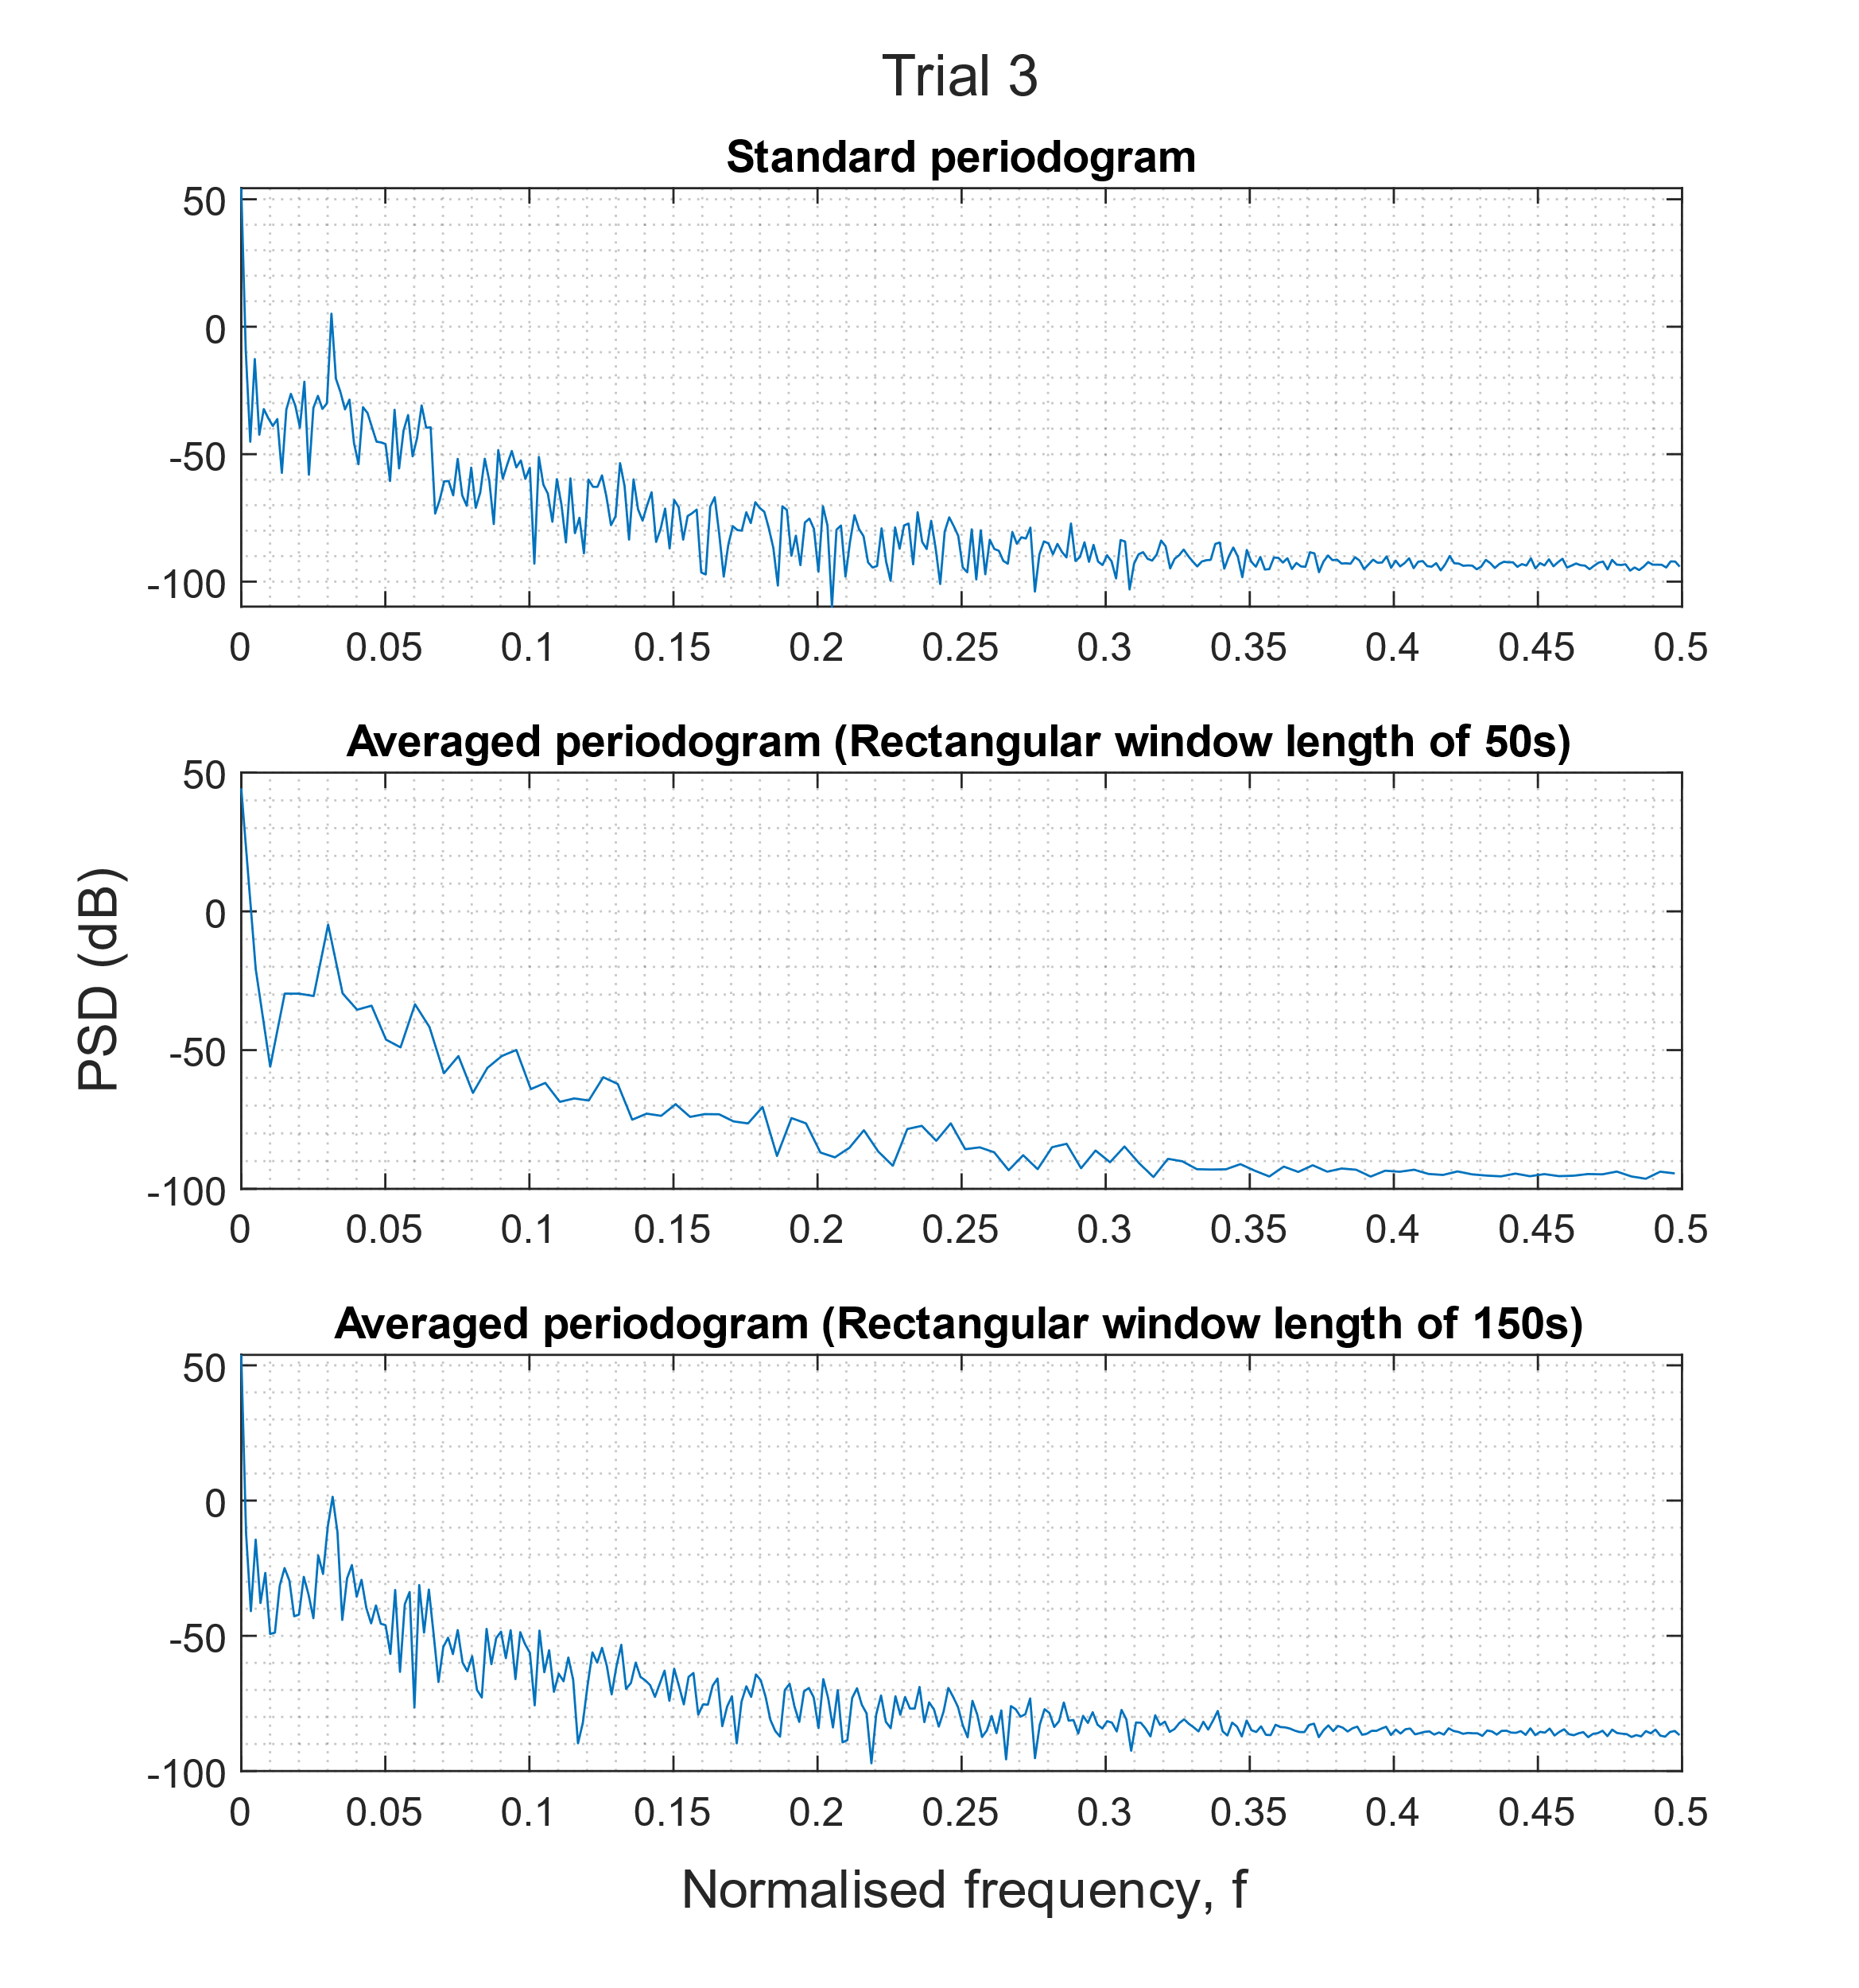 Trial 3
Standard periodogram
50
0
-50
-100
0 0.05 0.1 0.15 0.2 0.25 0.3 0.35 0.4 0.45 0.5
Averaged periodogram (Rectangular window length of 50s)
50
0
-50
-100
0 0.05 0.1 0.15 0.2 0.25 0.3 0.35 0.4 0.45 0.5
PSD (dB)
Averaged periodogram (Rectangular window length of 150s)
50
0
-50
-100
0 0.05 0.1 0.15 0.2 0.25 0.3 0.35 0.4 0.45 0.5
Normalised frequency, f